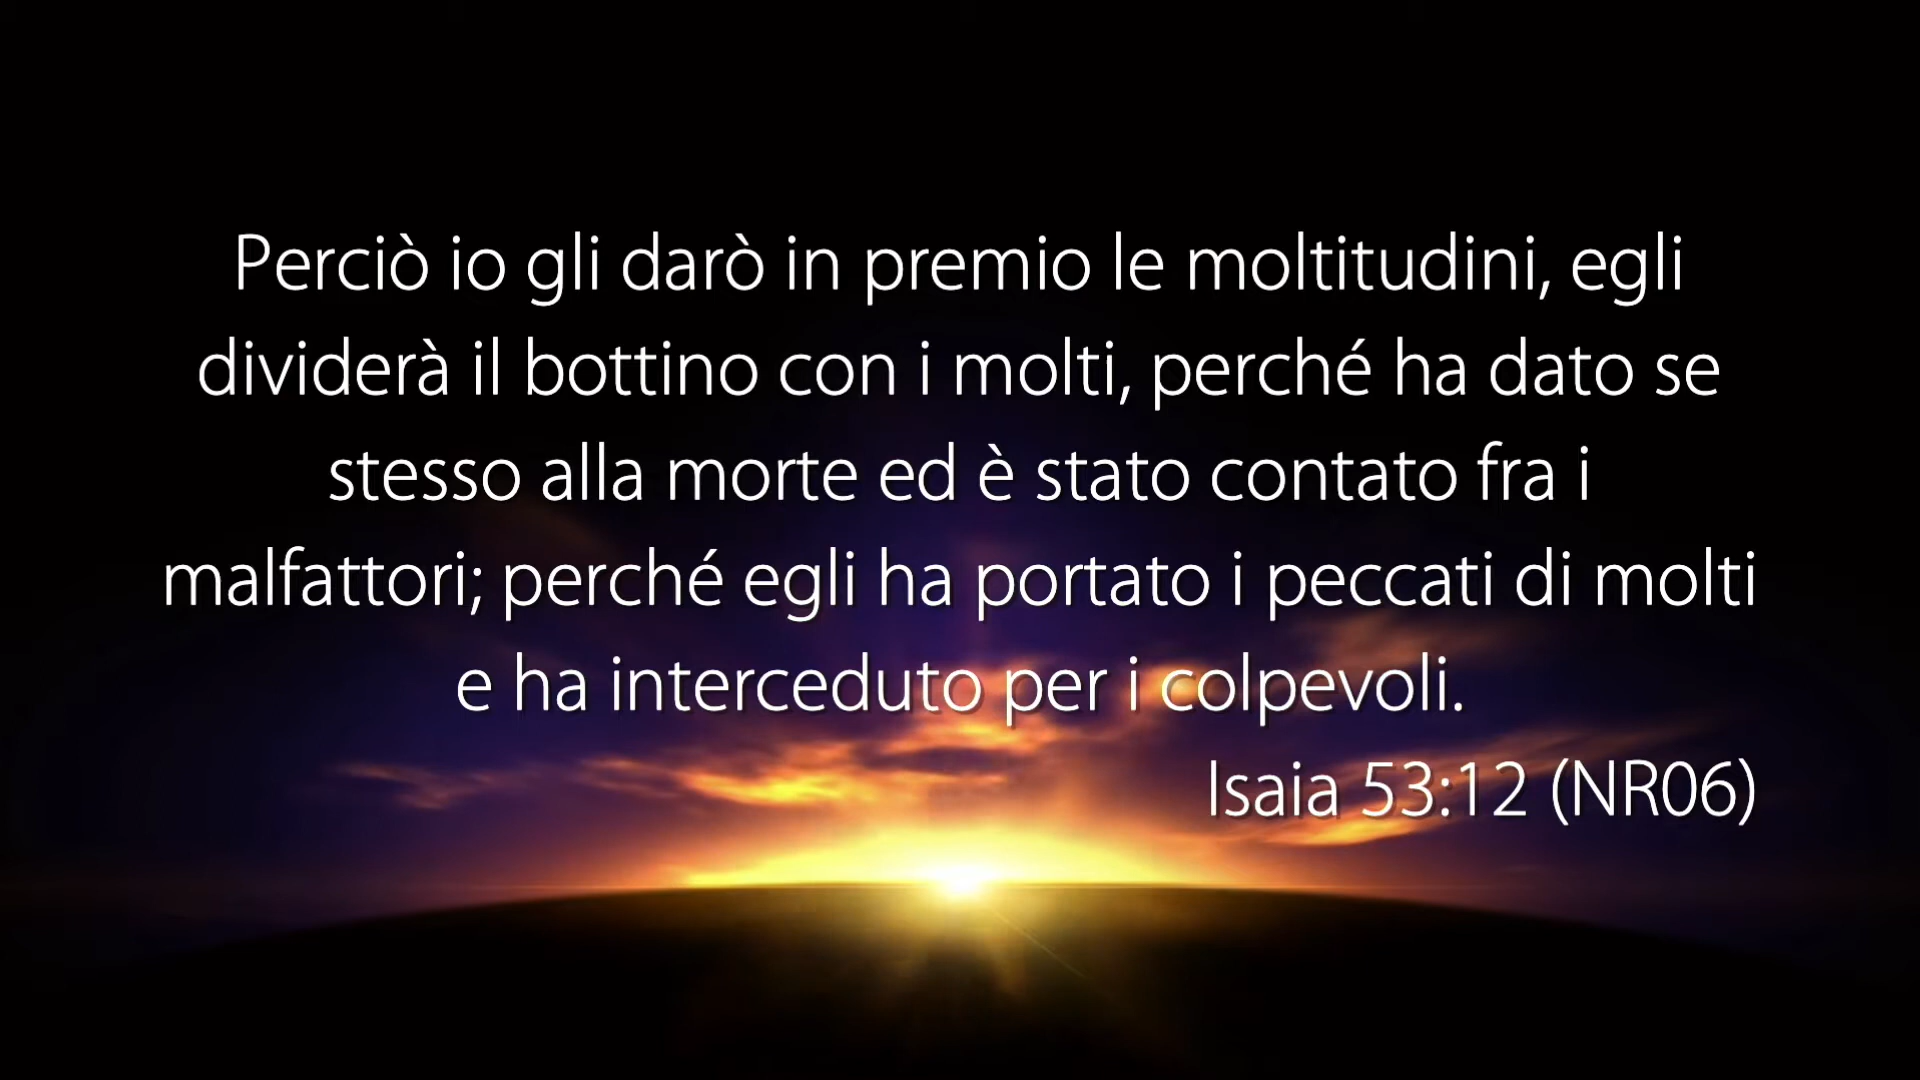 Perciò io gli darò in premio le moltitudini, egli
dividerà il bottino con i molti, perché ha dato se
stesso alla morte ed è stato contato fra i
malfattori; perché egli ha portato i peccati di molti
e ha interceduto per i colpevoli.
Isaia 53:12 (NR06)